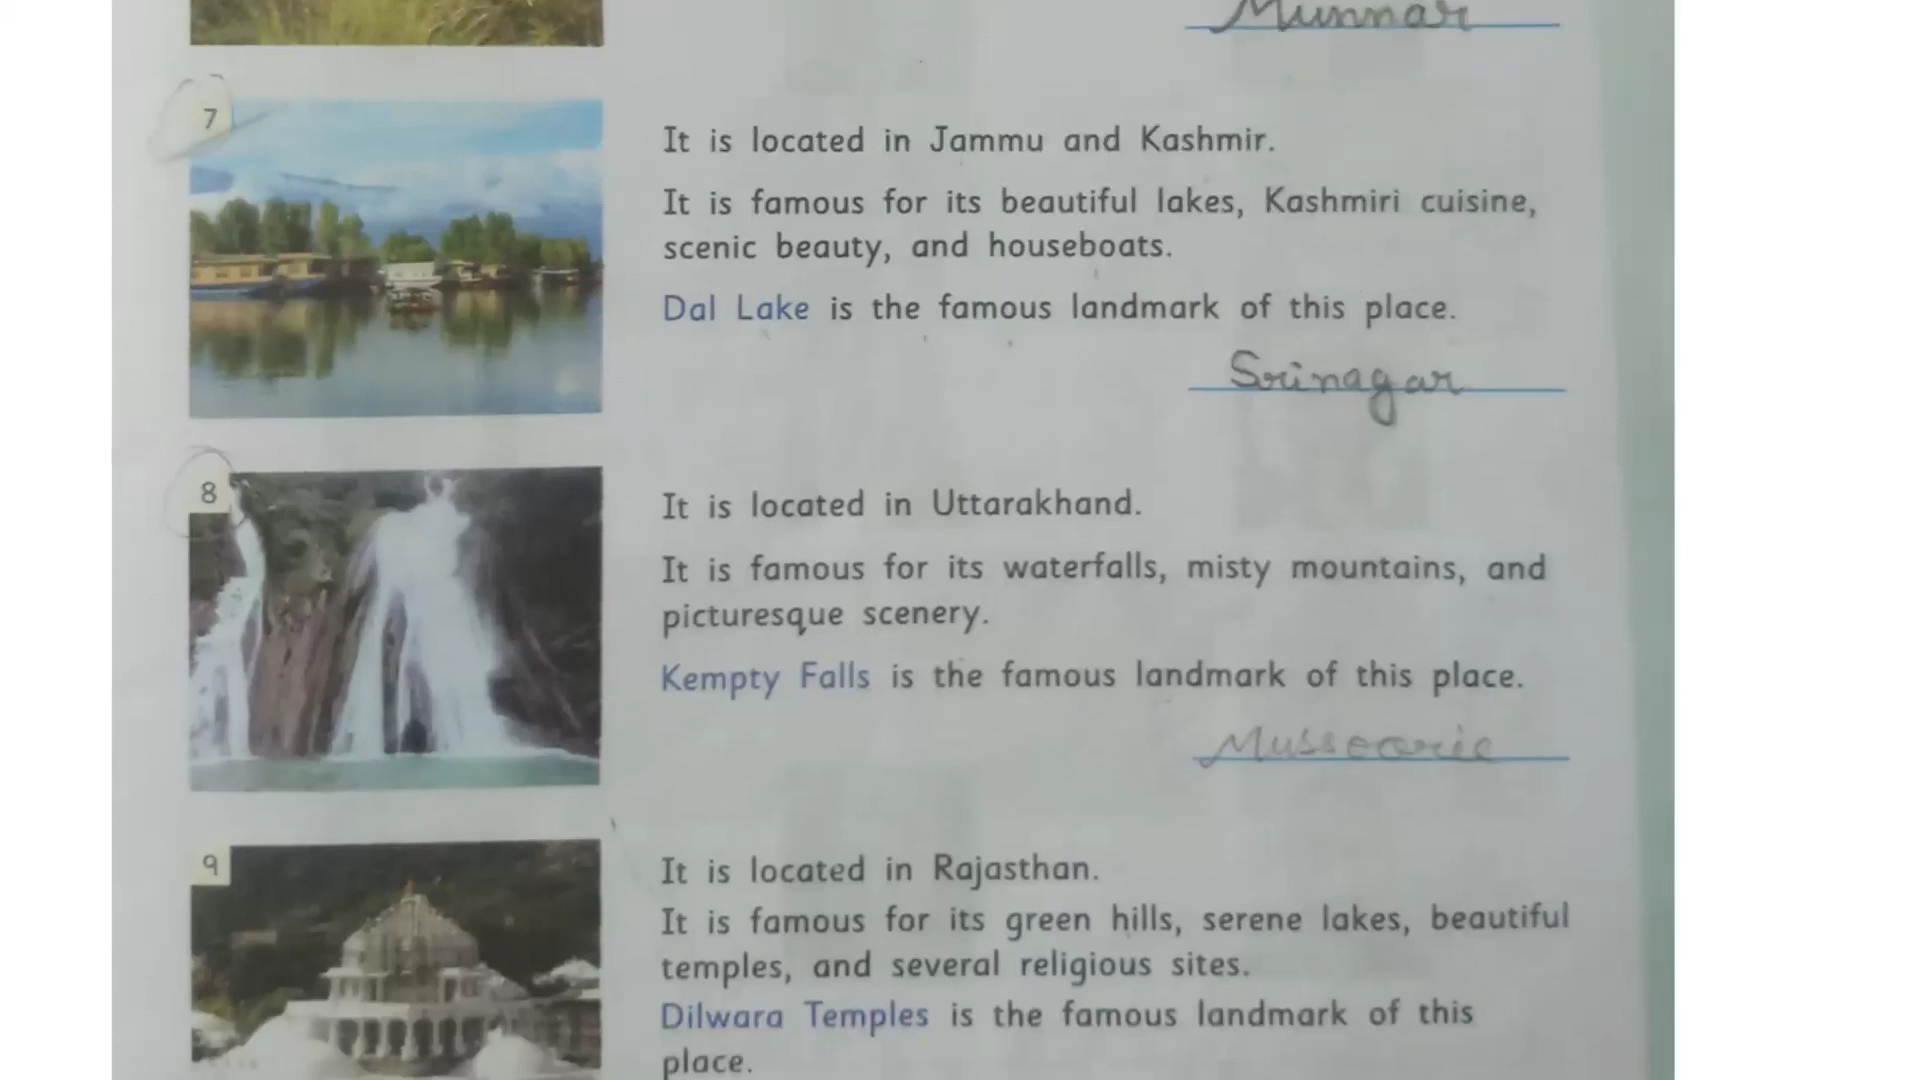 Munnar
7
It is located in Jammu and Kashmir.
It is famous for its beautiful lakes, Kashmiri cuisine,
scenic beauty, and houseboats.
Dal Lake is the famous landmark of this place.
Srinagar
8
It is located in Uttarakhand.
It is famous for its waterfalls, misty mountains, and
picturesque scenery.
Kempty Falls is the famous landmark of this place.
9
It is located in Rajasthan.
It is famous for its green hills, serene lakes, beautiful
temples, and several religious sites.
Dilwara Temples is the famous landmark of this
place.